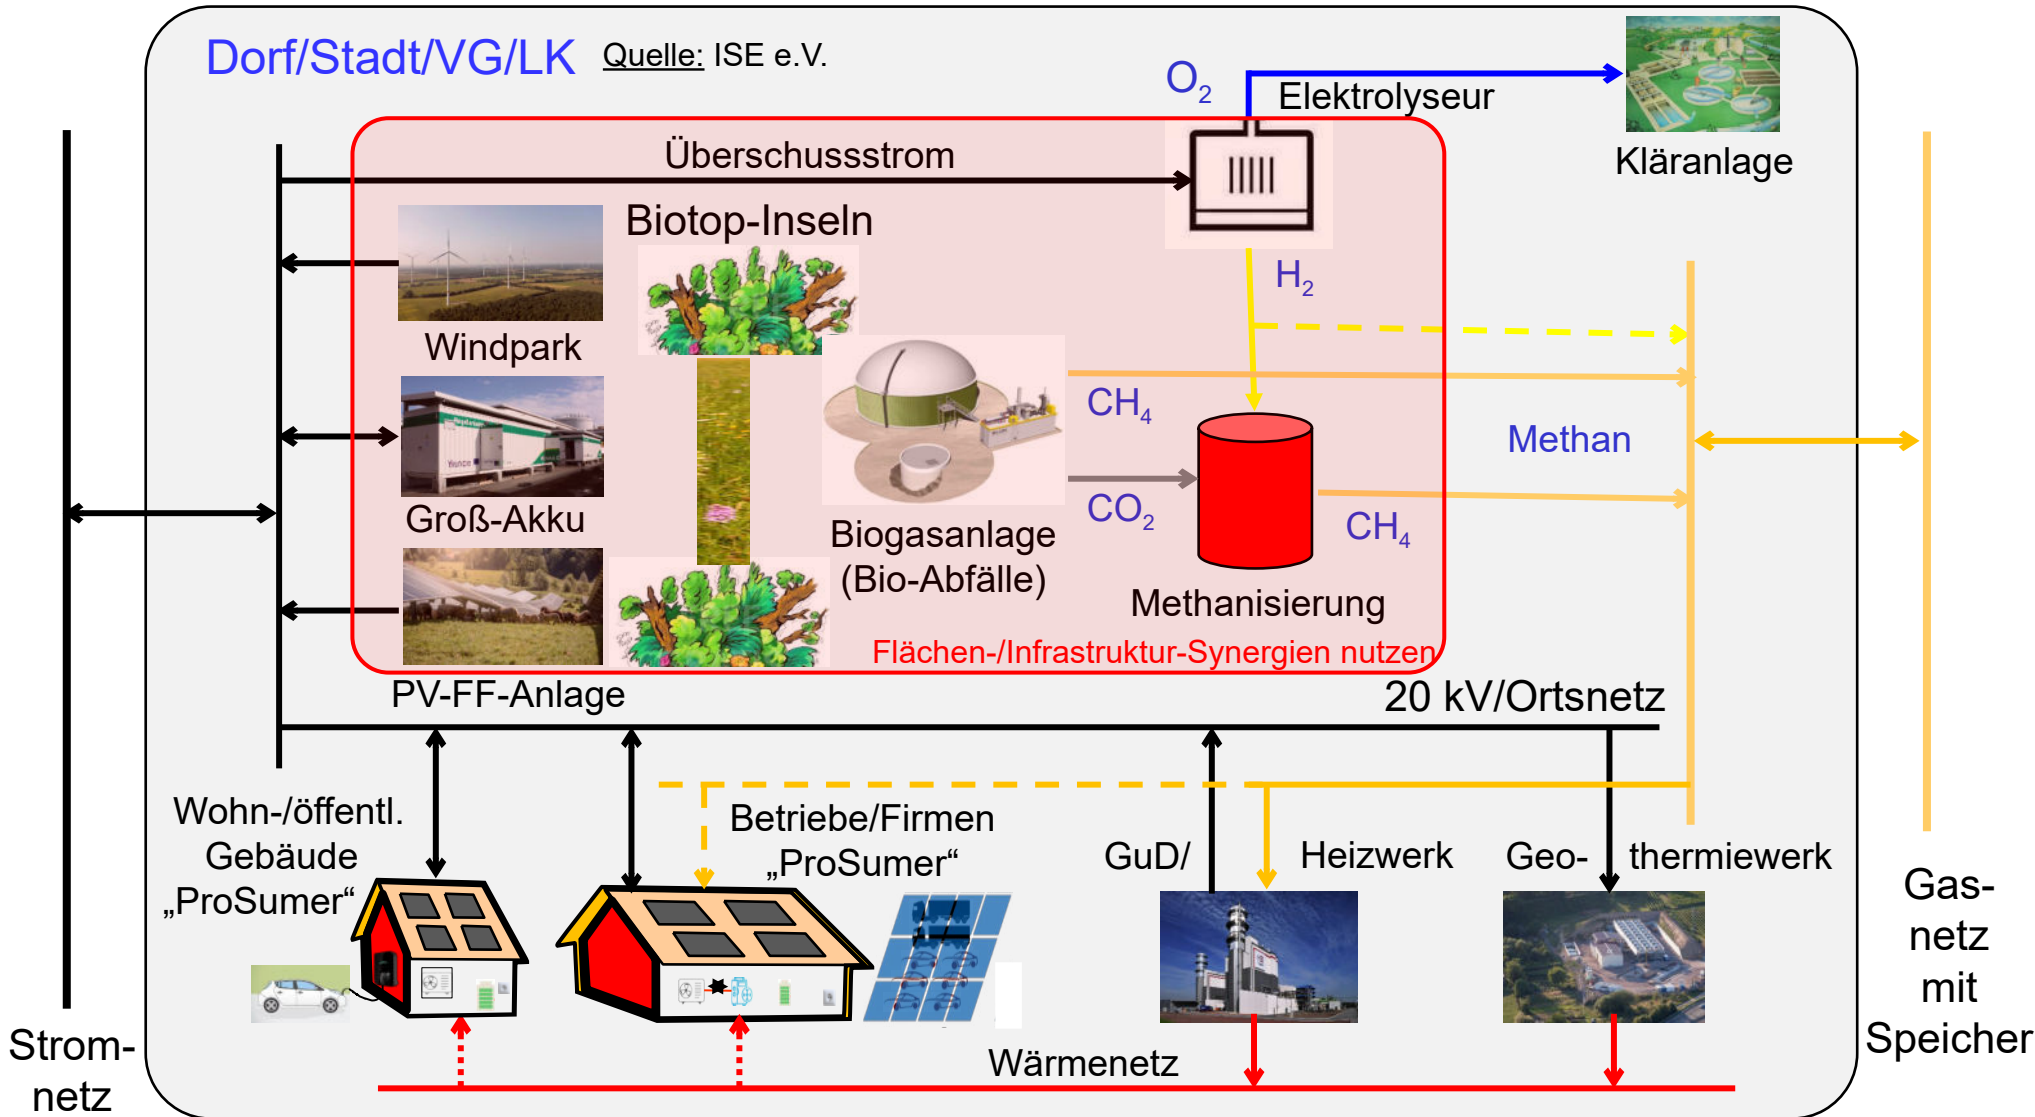 Dorf/Stadt/VG/LK Quelle: ISE e.V.
O2
Elektrolyseur
Kläranlage
Überschussstrom
Biotop-Inseln
H2
Windpark
CH4
Methan
Groß-Akku
CO2
CH4
Biogasanlage
(Bio-Abfälle)
Methanisierung
Flächen-/Infrastruktur-Synergien nutzen
PV-FF-Anlage
20 kV/Ortsnetz
Wohn-/öffentl.
Gebäude
„ProSumer“
Betriebe/Firmen
„ProSumer“
GuD/ Heizwerk
Geo- thermiewerk
Gas-
netz
mit
Speicher
Strom-
netz
Wärmenetz